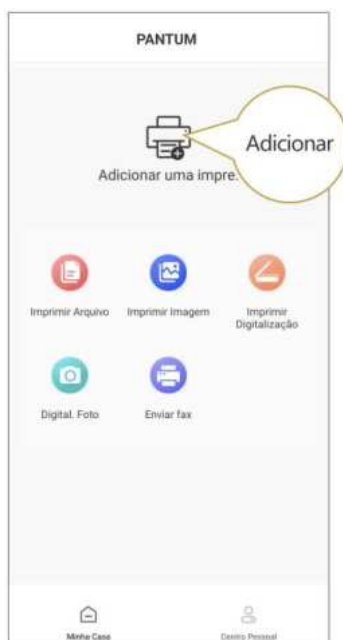 PANTUM
Adicionar
Adicionar uma impre.
Imprimir Arquivo
Imprimir Imagem
Imprimir
Digitalização
Digital. Foto
Enviar fax
Minha Casa
Centro Pessoal